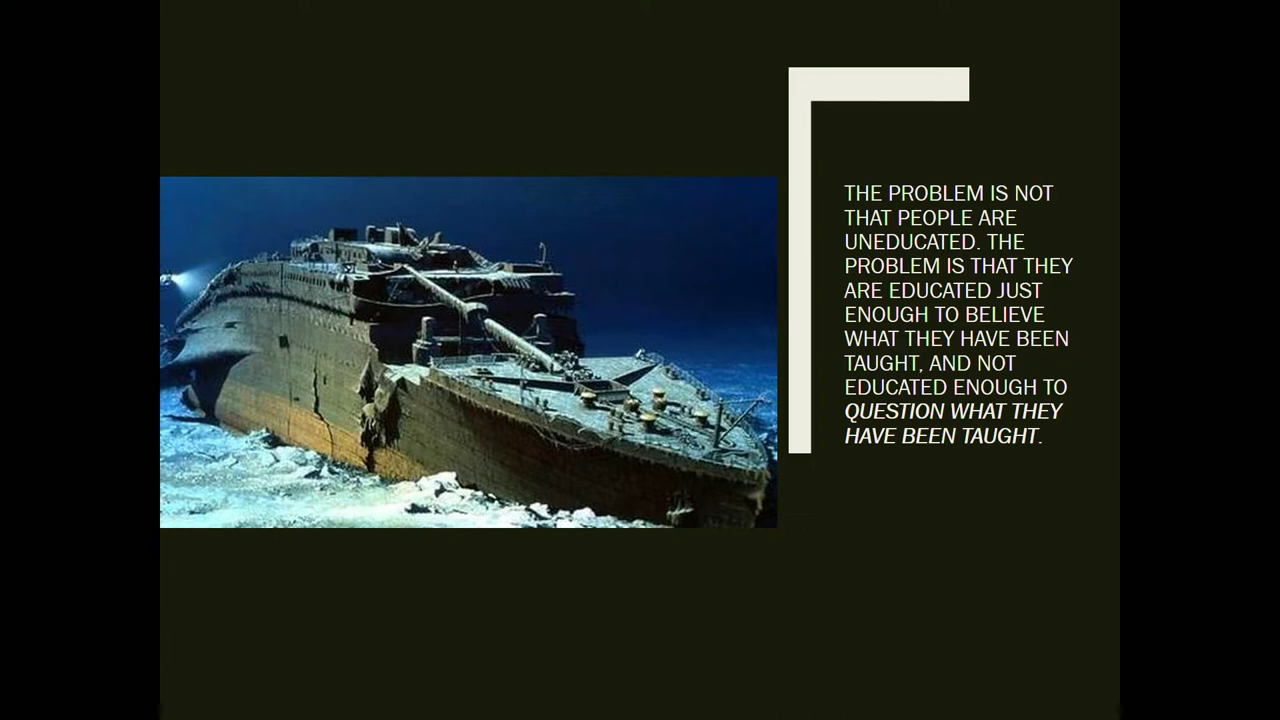 THE PROBLEM IS NOT
THAT PEOPLE ARE
UNEDUCATED. THE
PROBLEM IS THAT THEY
ARE EDUCATED JUST
ENOUGH TO BELIEVE
WHAT THEY HAVE BEEN
TAUGHT, AND NOT
EDUCATED ENOUGH TO
QUESTION WHAT THEY
HAVE BEEN TAUGHT.